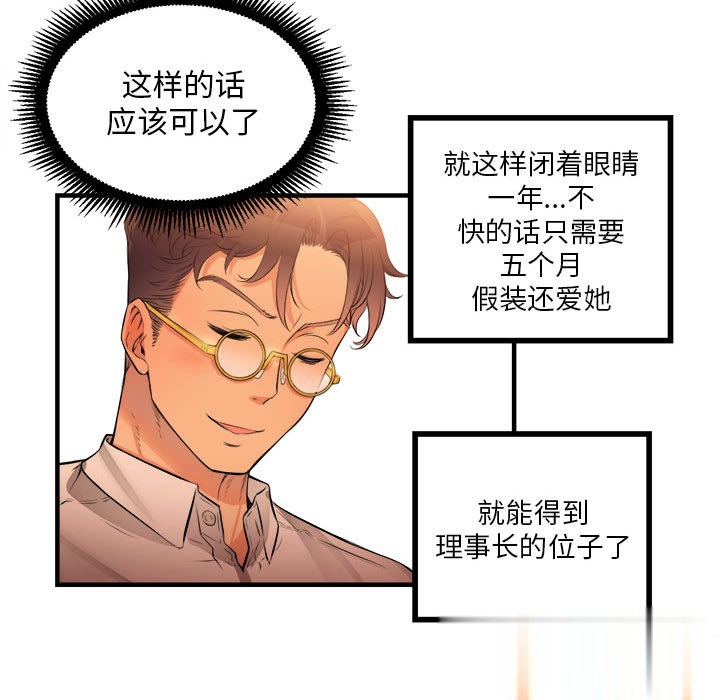 这样的话
应该可以了
就这样闭着眼睛
一年...不
快的话只需要
五个月
假装还爱她
就能得到
理事长的位子了